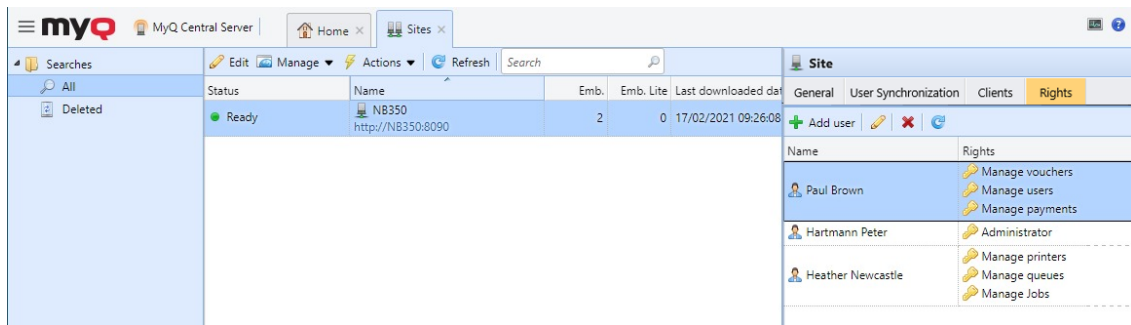 myQ
MyQ Central Server
Home
Sites
Searches
All
Deleted
Edit Manage Actions Refresh Search
Status Name Emb. Emb. Lite Last downloaded dat
Ready NB350 2 0 17/02/2021 09:26:08
http://NB350:8090
Site
General User Synchronization Clients Rights
Add user
Name Rights
Paul Brown Manage vouchers
Manage users
Manage payments
Hartmann Peter Administrator
Heather Newcastle Manage printers
Manage queues
Manage Jobs